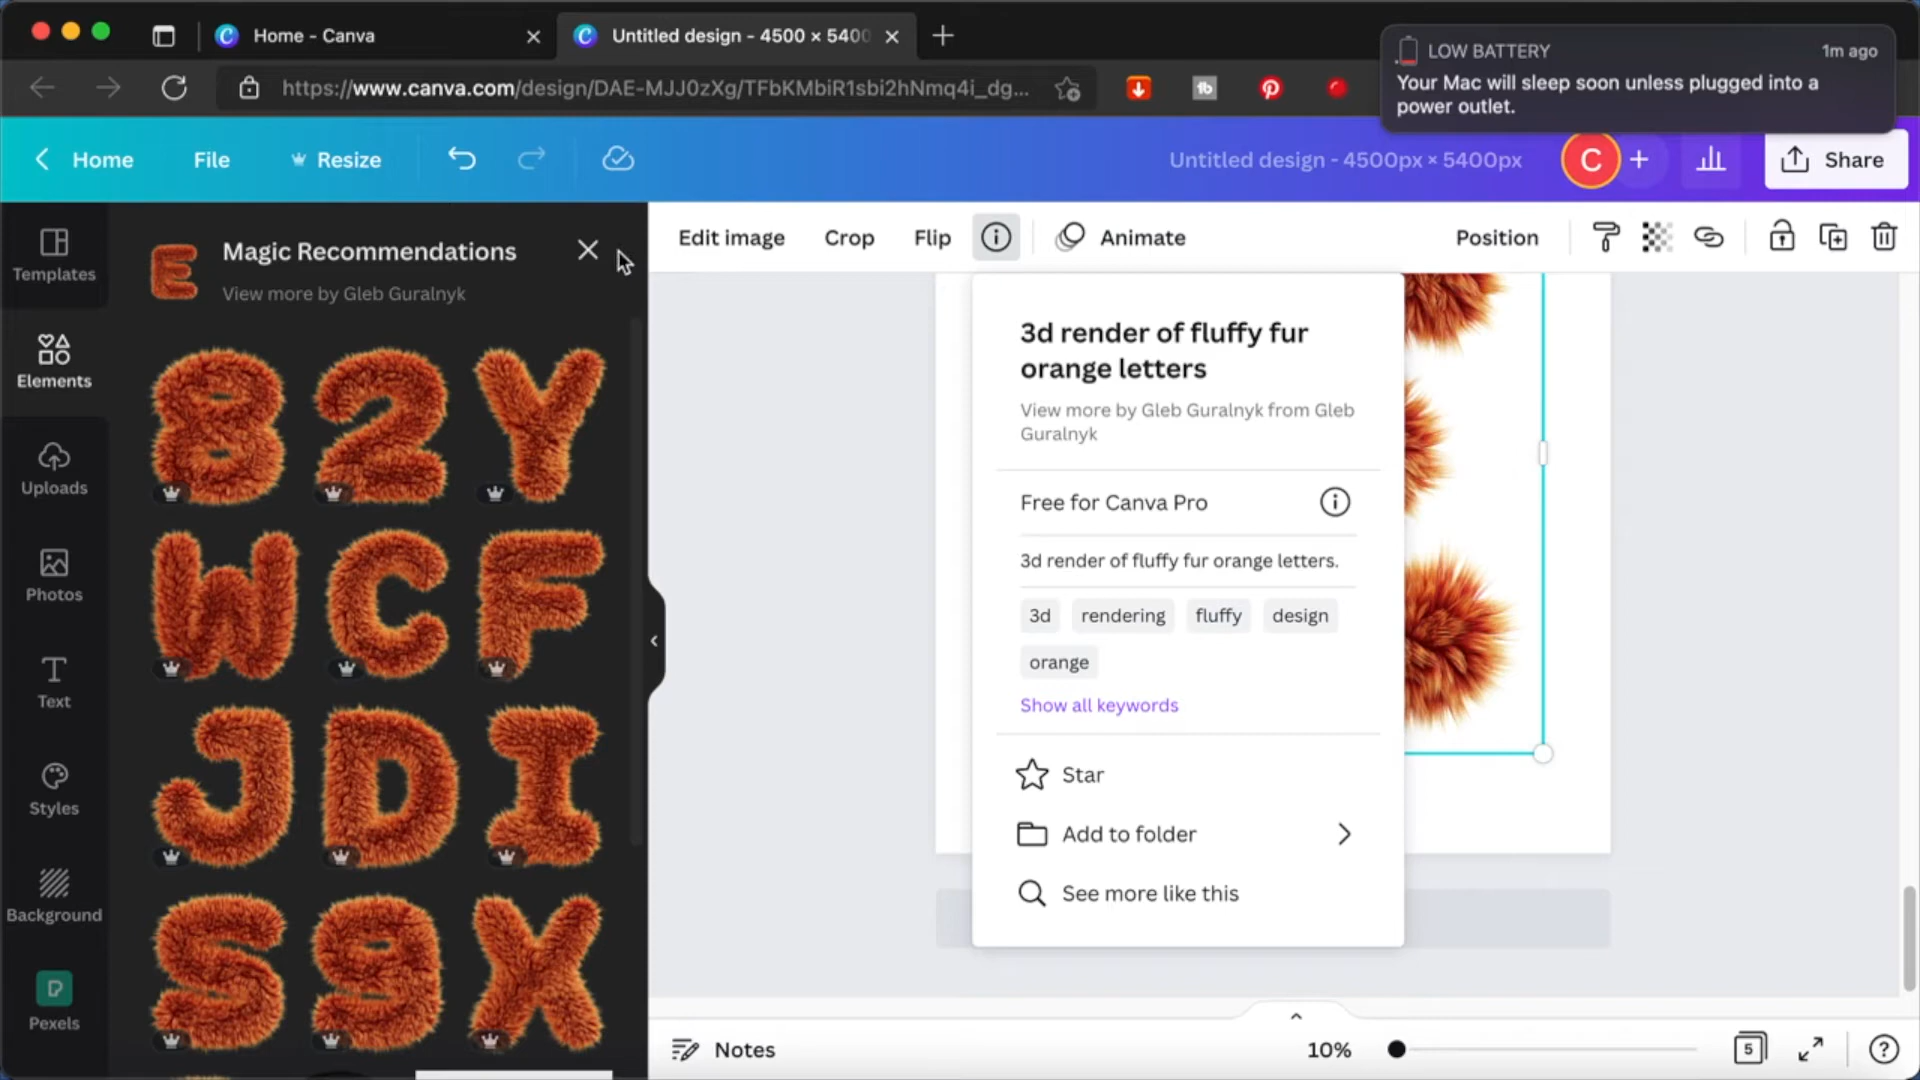 Home - Canva
Untitled design - 4500 × 540
LOW BATTERY
1m ago
Your Mac will sleep soon unless plugged into a
power outlet.
https://www.canva.com/design/DAE-MJJ0zXg/TFbKMbiR1sbi2hNmq4i_dg...
Home
File
Resize
Untitled design - 4500px × 5400px
C
Share
Templates
Elements
Uploads
Photos
Text
Styles
Background
Pexels
Magic Recommendations
View more by Gleb Guralnyk
8 2 Y
W C F
J D I
S 9 X
Edit image
Crop
Flip
Animate
Position
3d render of fluffy fur
orange letters
View more by Gleb Guralnyk from Gleb
Guralnyk
Free for Canva Pro
3d render of fluffy fur orange letters.
3d
rendering
fluffy
design
orange
Show all keywords
Star
Add to folder
See more like this
Notes
10%
5